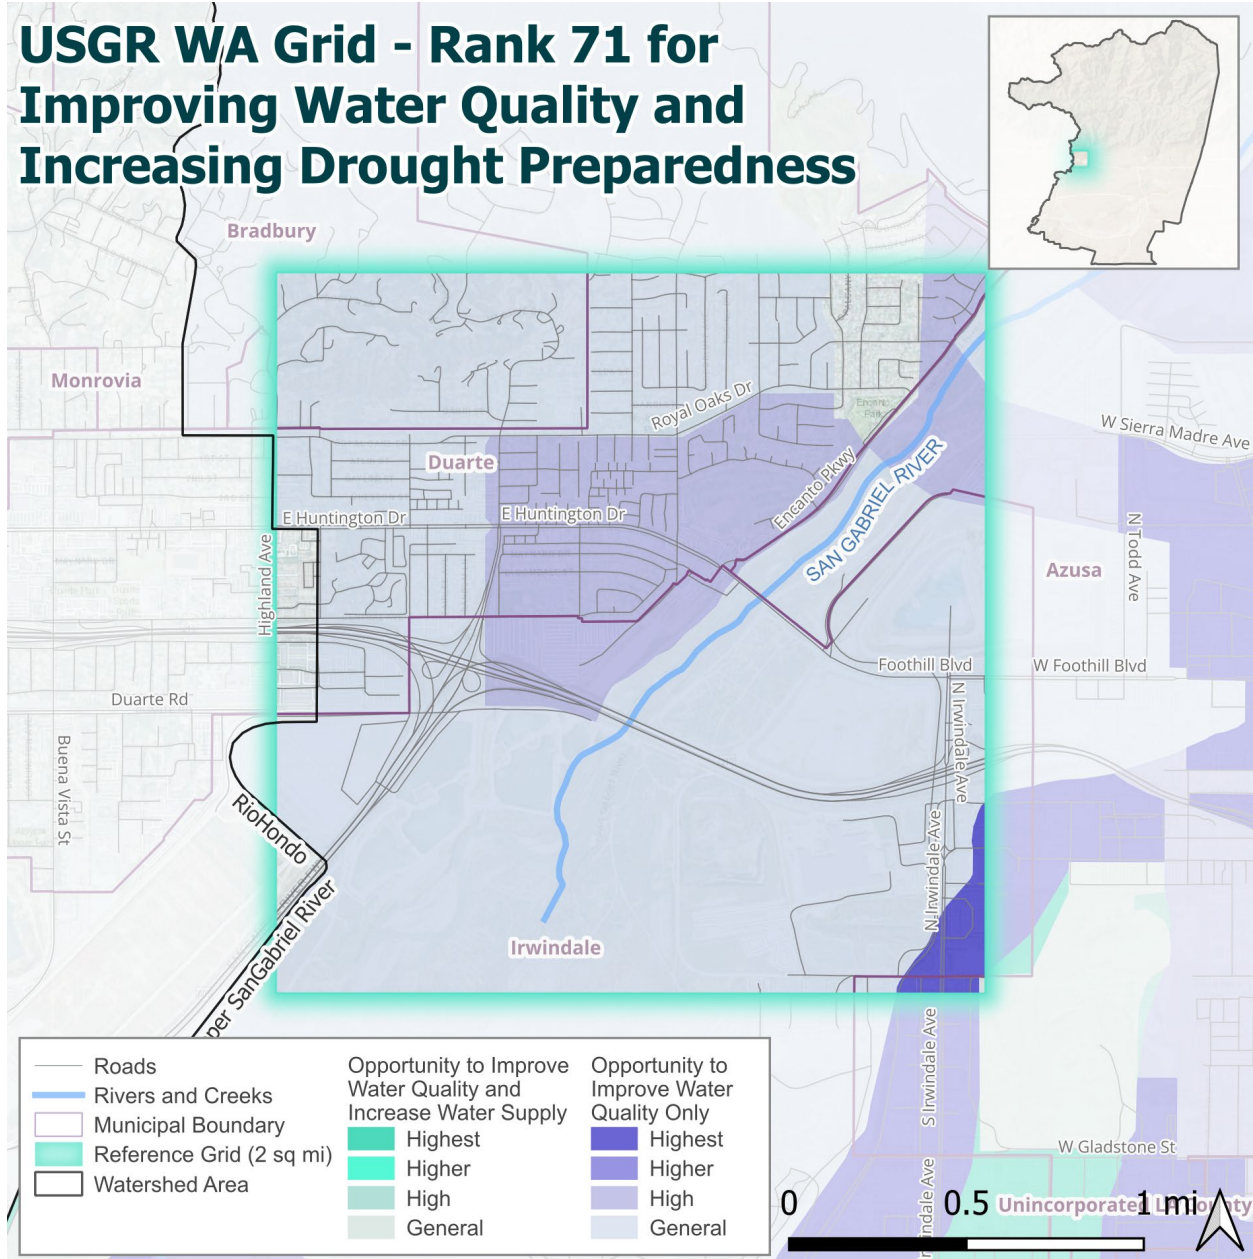 USGR WA Grid - Rank 71 for
Improving Water Quality and
Increasing Drought Preparedness
Bradbury
Monrovia
Royal Oaks Dr
Encanto
Park
W Sierra Madre Ave
Duarte
Encanto Pkwy
SAN GABRIEL RIVER
E Huntington Dr
E Huntington Dr
Highland Ave
N Todd Ave
Azusa
Foothill Blvd
W Foothill Blvd
Duarte Rd
N Irwindale Ave
Buena Vista St
RioHondo
N Irwindale Ave
per SanGabriel River
Irwindale
S Irwindale Ave
W Gladstone St
Unincorporated LA County
Roads
Rivers and Creeks
Municipal Boundary
Reference Grid (2 sq mi)
Watershed Area
Opportunity to Improve
Water Quality and
Increase Water Supply
Highest
Higher
High
General
Opportunity to
Improve Water
Quality Only
Highest
Higher
High
General
0 0.5 1 mi